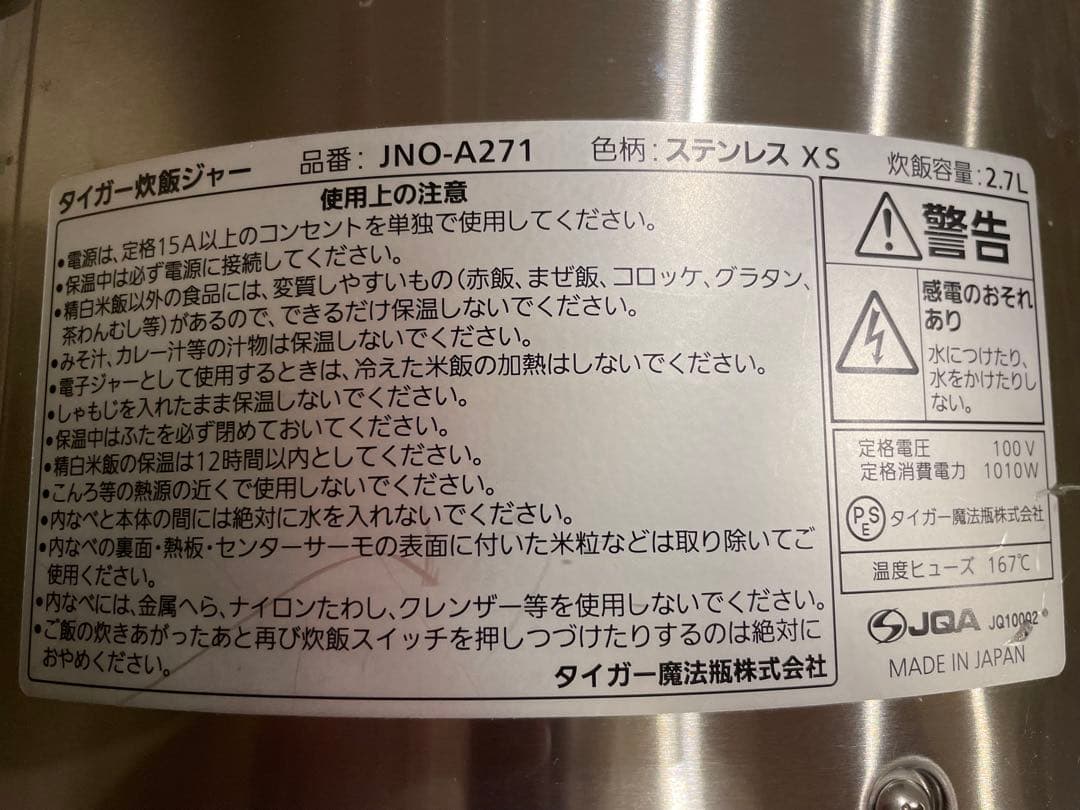 タイガー炊飯ジャー 品番: JNO-A271 色柄: ステンレス XS 炊飯容量:2.7L
使用上の注意
•電源は、定格15A以上のコンセントを単独で使用してください。
•保温中は必ず電源に接続してください。
•精白米飯以外の食品には、変質しやすいもの(赤飯、まぜ飯、コロッケ、グラタン、
茶わんむし等)があるので、できるだけ保温しないでください。
•みそ汁、カレー汁等の汁物は保温しないでください。
•電子ジャーとして使用するときは、冷えた米飯の加熱はしないでください。
•しゃもじを入れたまま保温しないでください。
•保温中はふたを必ず閉めておいてください。
•精白米飯の保温は12時間以内としてください。
•こんろ等の熱源の近くで使用しないでください。
•内なべと本体の間には絶対に水を入れないでください。
•内なべの裏面・熱板・センターサーモの表面に付いた米粒などは取り除いてご
使用ください。
•内なべには、金属へら、ナイロンたわし、クレンザー等を使用しないでください。
•ご飯の炊きあがったあと再び炊飯スイッチを押しつづけたりするのは絶対に
おやめください。
タイガー魔法瓶株式会社
警告
感電のおそれ
あり
水につけたり、
水をかけたりし
ない。
定格電圧 100V
定格消費電力 1010W
PSE タイガー魔法瓶株式会社
温度ヒューズ 167℃
JQA
MADE IN JAPAN